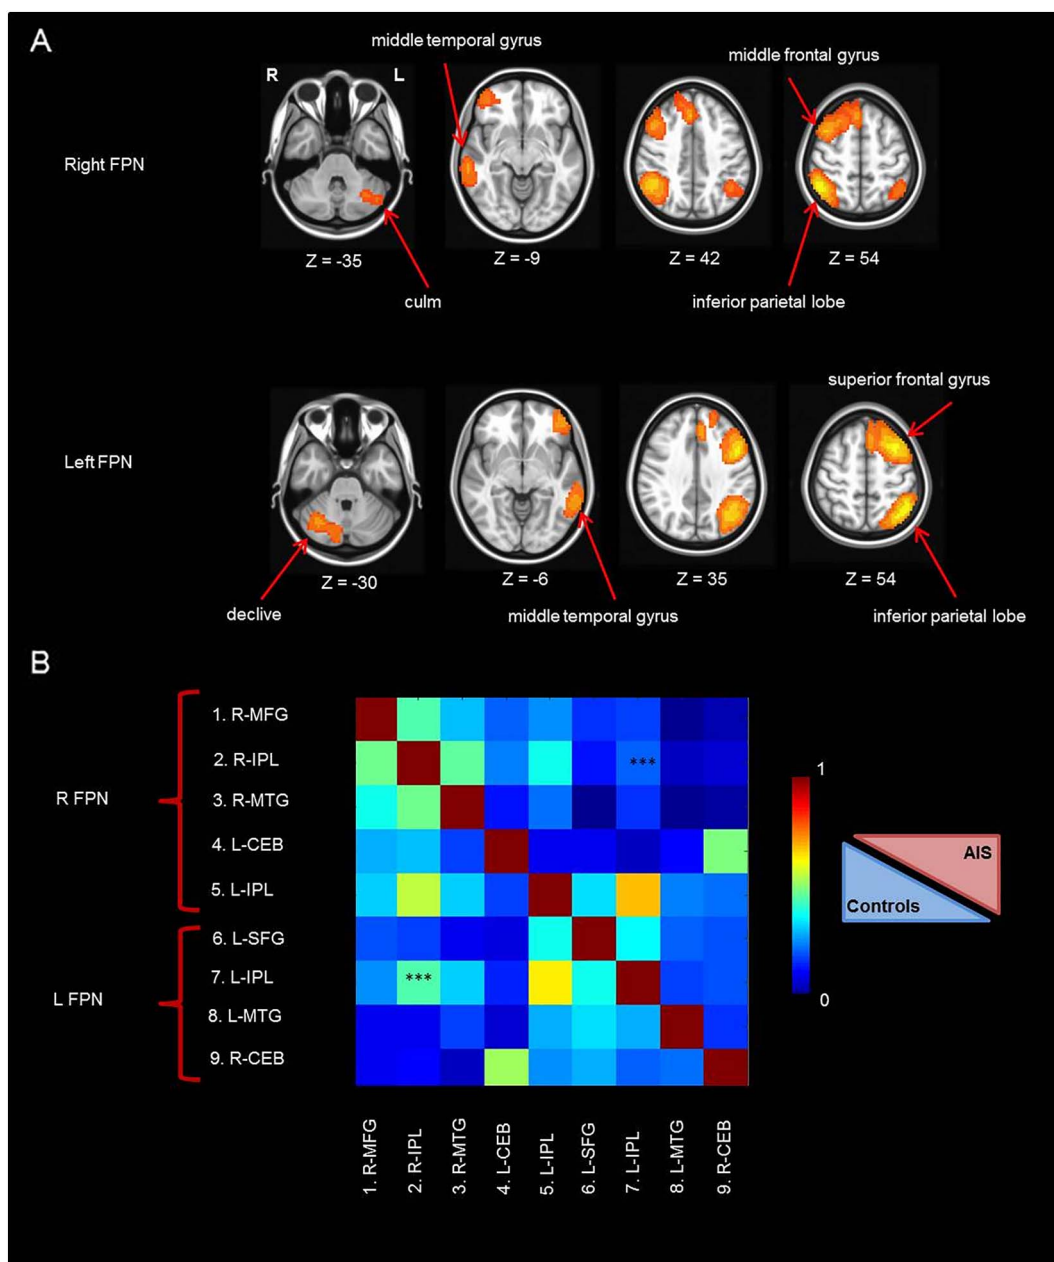 A
middle temporal gyrus
middle frontal gyrus
R L
Right FPN
Z = -35 Z = -9 Z = 42 Z = 54
culm inferior parietal lobe
superior frontal gyrus
Left FPN
Z = -30 Z = -6 Z = 35 Z = 54
declive middle temporal gyrus inferior parietal lobe
B
1. R-MFG
2. R-IPL ***
3. R-MTG
R FPN
4. L-CEB
5. L-IPL
6. L-SFG
7. L-IPL ***
L FPN
8. L-MTG
9. R-CEB
1
0
AIS
Controls
1. R-MFG
2. R-IPL
3. R-MTG
4. L-CEB
5. L-IPL
6. L-SFG
7. L-IPL
8. L-MTG
9. R-CEB